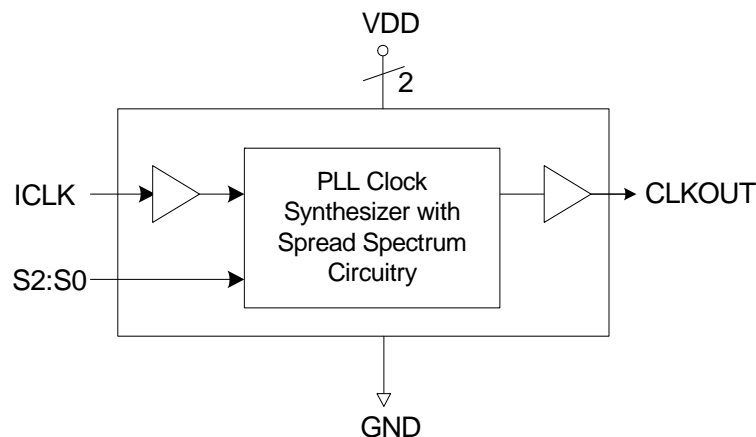 VDD
2
ICLK
PLL Clock
Synthesizer with
Spread Spectrum
Circuitry
CLKOUT
S2:S0
GND